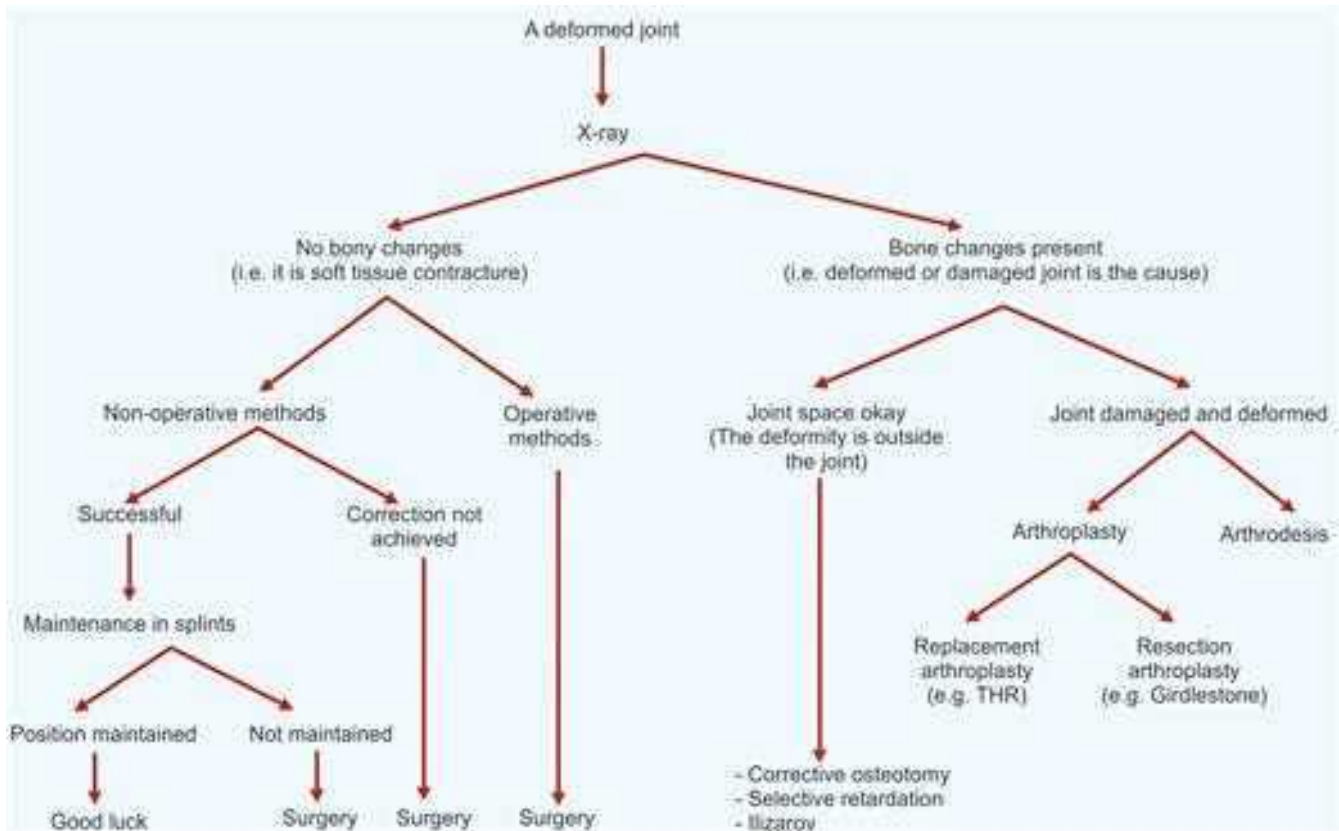 A deformed joint
X-ray
No bony changes
(i.e. it is soft tissue contracture)
Bone changes present
(i.e. deformed or damaged joint is the cause)
Non-operative methods
Operative
methods
Joint space okay
(The deformity is outside
the joint)
Joint damaged and deformed
Successful
Correction not
achieved
Arthroplasty
Arthrodesis
Maintenance in splints
Replacement
arthroplasty
(e.g. THR)
Resection
arthroplasty
(e.g. Girdlestone)
Position maintained
Not maintained
- Corrective osteotomy
- Selective retardation
- Ilizarov
Good luck
Surgery
Surgery
Surgery